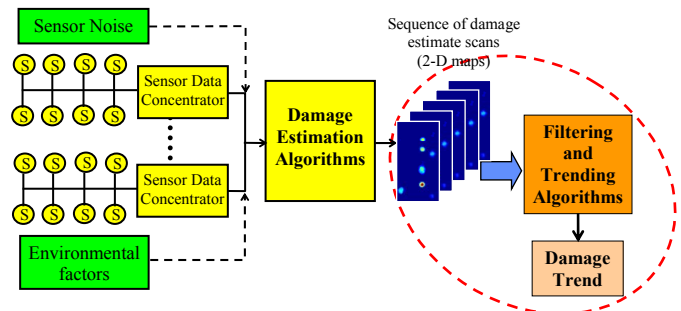 Sensor Noise
S S S S
Sensor Data
Concentrator
S S S S
S S S S
Sensor Data
Concentrator
S S S S
Environmental
factors
Damage
Estimation
Algorithms
Sequence of damage
estimate scans
(2-D maps)
Filtering
and
Trending
Algorithms
Damage
Trend